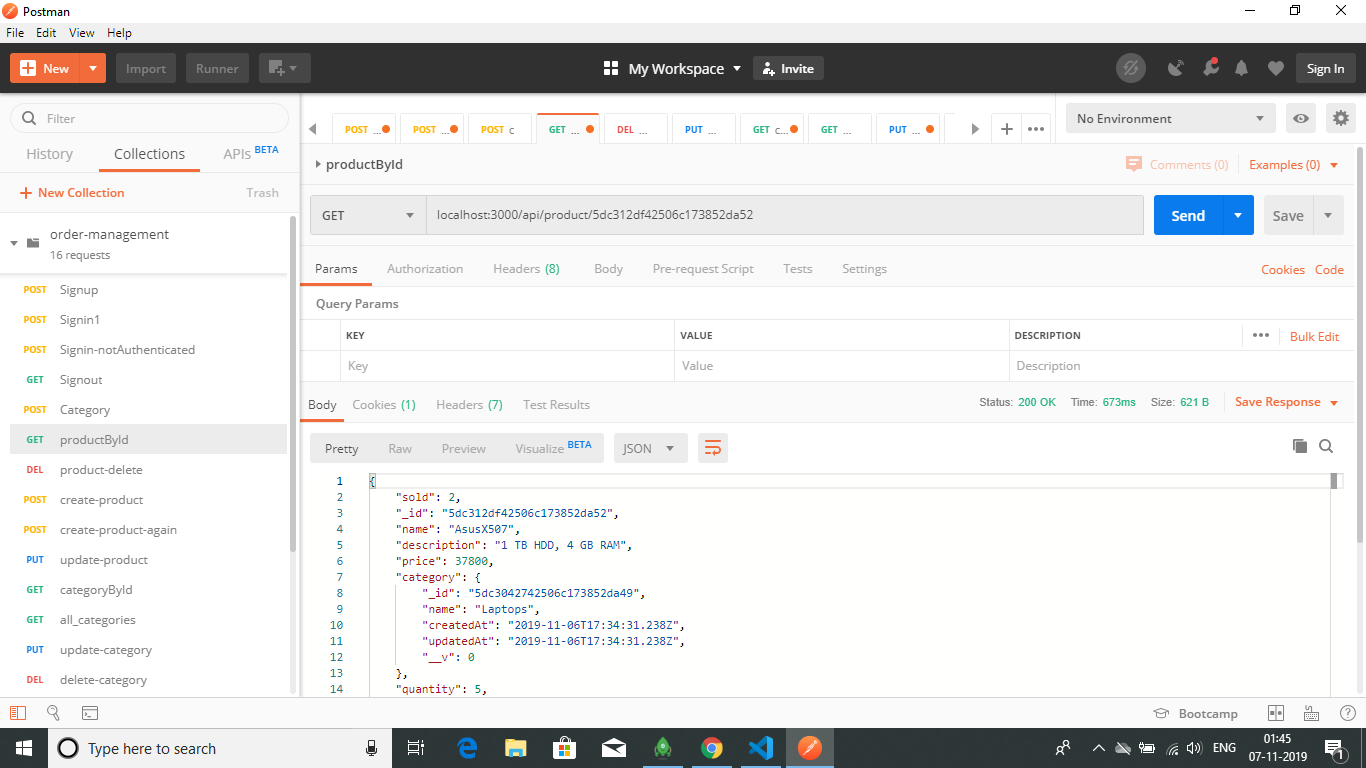 Postman
File Edit View Help
New Import Runner My Workspace Invite Sign In
Filter
History Collections APIs BETA
New Collection Trash
order-management
16 requests
POST Signup
POST Signin1
POST Signin-notAuthenticated
GET Signout
POST Category
GET productById
DEL product-delete
POST create-product
POST create-product-again
PUT update-product
GET categoryById
GET all_categories
PUT update-category
DEL delete-category
POST ... POST ... POST c GET ... DEL ... PUT ... GET c... GET ... PUT ...
No Environment
productById Comments (0) Examples (0)
GET localhost:3000/api/product/5dc312df42506c173852da52 Send Save
Params Authorization Headers (8) Body Pre-request Script Tests Settings Cookies Code
Query Params
KEY VALUE DESCRIPTION Bulk Edit
Key Value Description
Body Cookies (1) Headers (7) Test Results Status: 200 OK Time: 673ms Size: 621 B Save Response
Pretty Raw Preview Visualize BETA JSON
1 {
2 "sold": 2,
3 "_id": "5dc312df42506c173852da52",
4 "name": "AsusX507",
5 "description": "1 TB HDD, 4 GB RAM",
6 "price": 37800,
7 "category": {
8 "_id": "5dc3042742506c173852da49",
9 "name": "Laptops",
10 "createdAt": "2019-11-06T17:34:31.238Z",
11 "updatedAt": "2019-11-06T17:34:31.238Z",
12 "__v": 0
13 },
14 "quantity": 5,
Bootcamp
Type here to search
ENG
01:45
07-11-2019
1